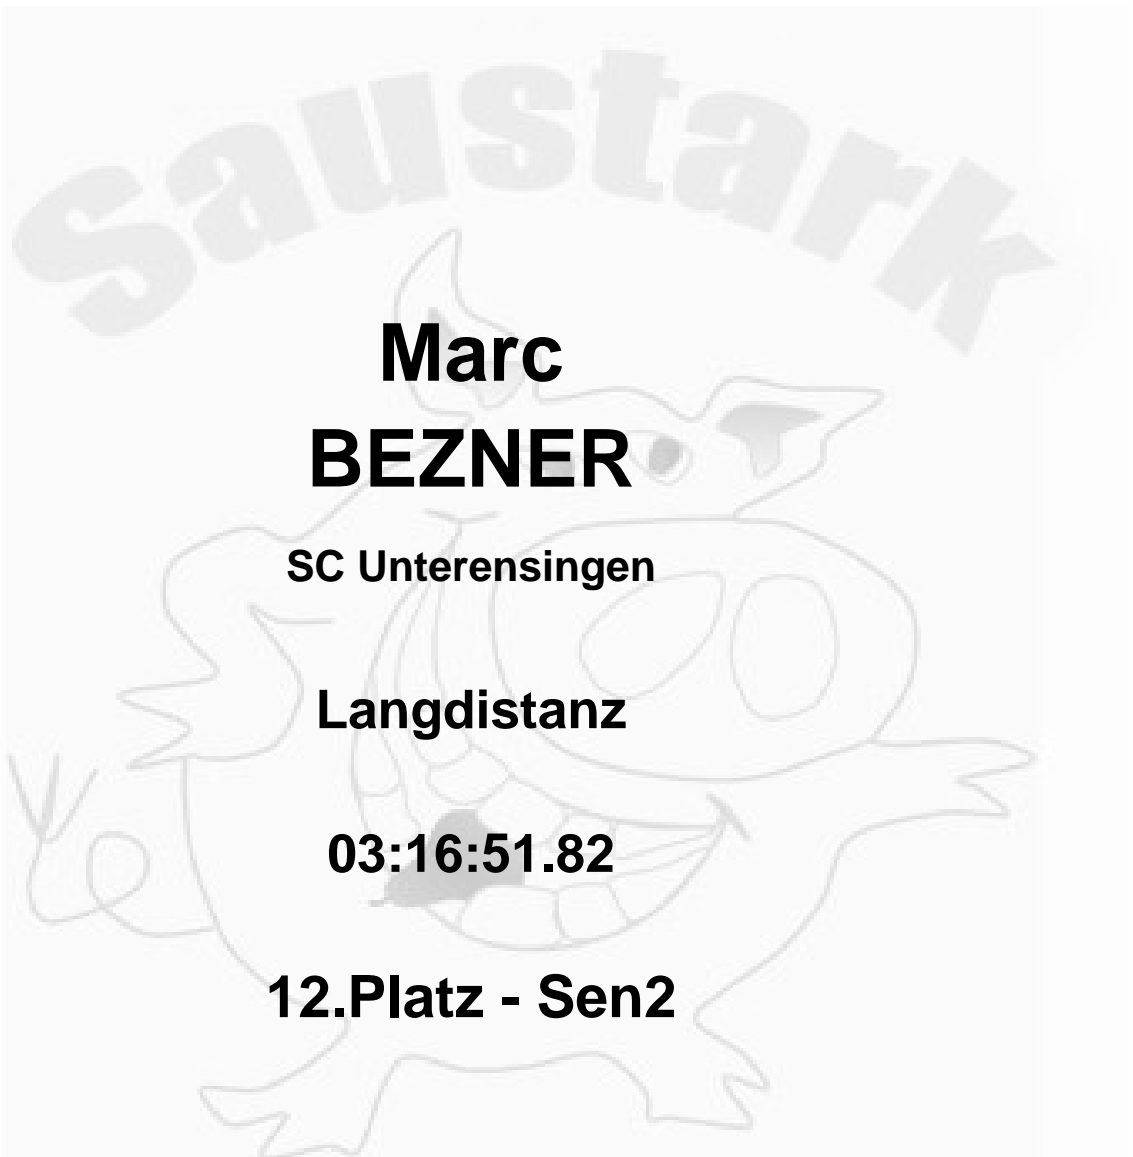 Saustark
Marc
BEZNER
SC Unterensingen
Langdistanz
03:16:51.82
12.Platz - Sen2